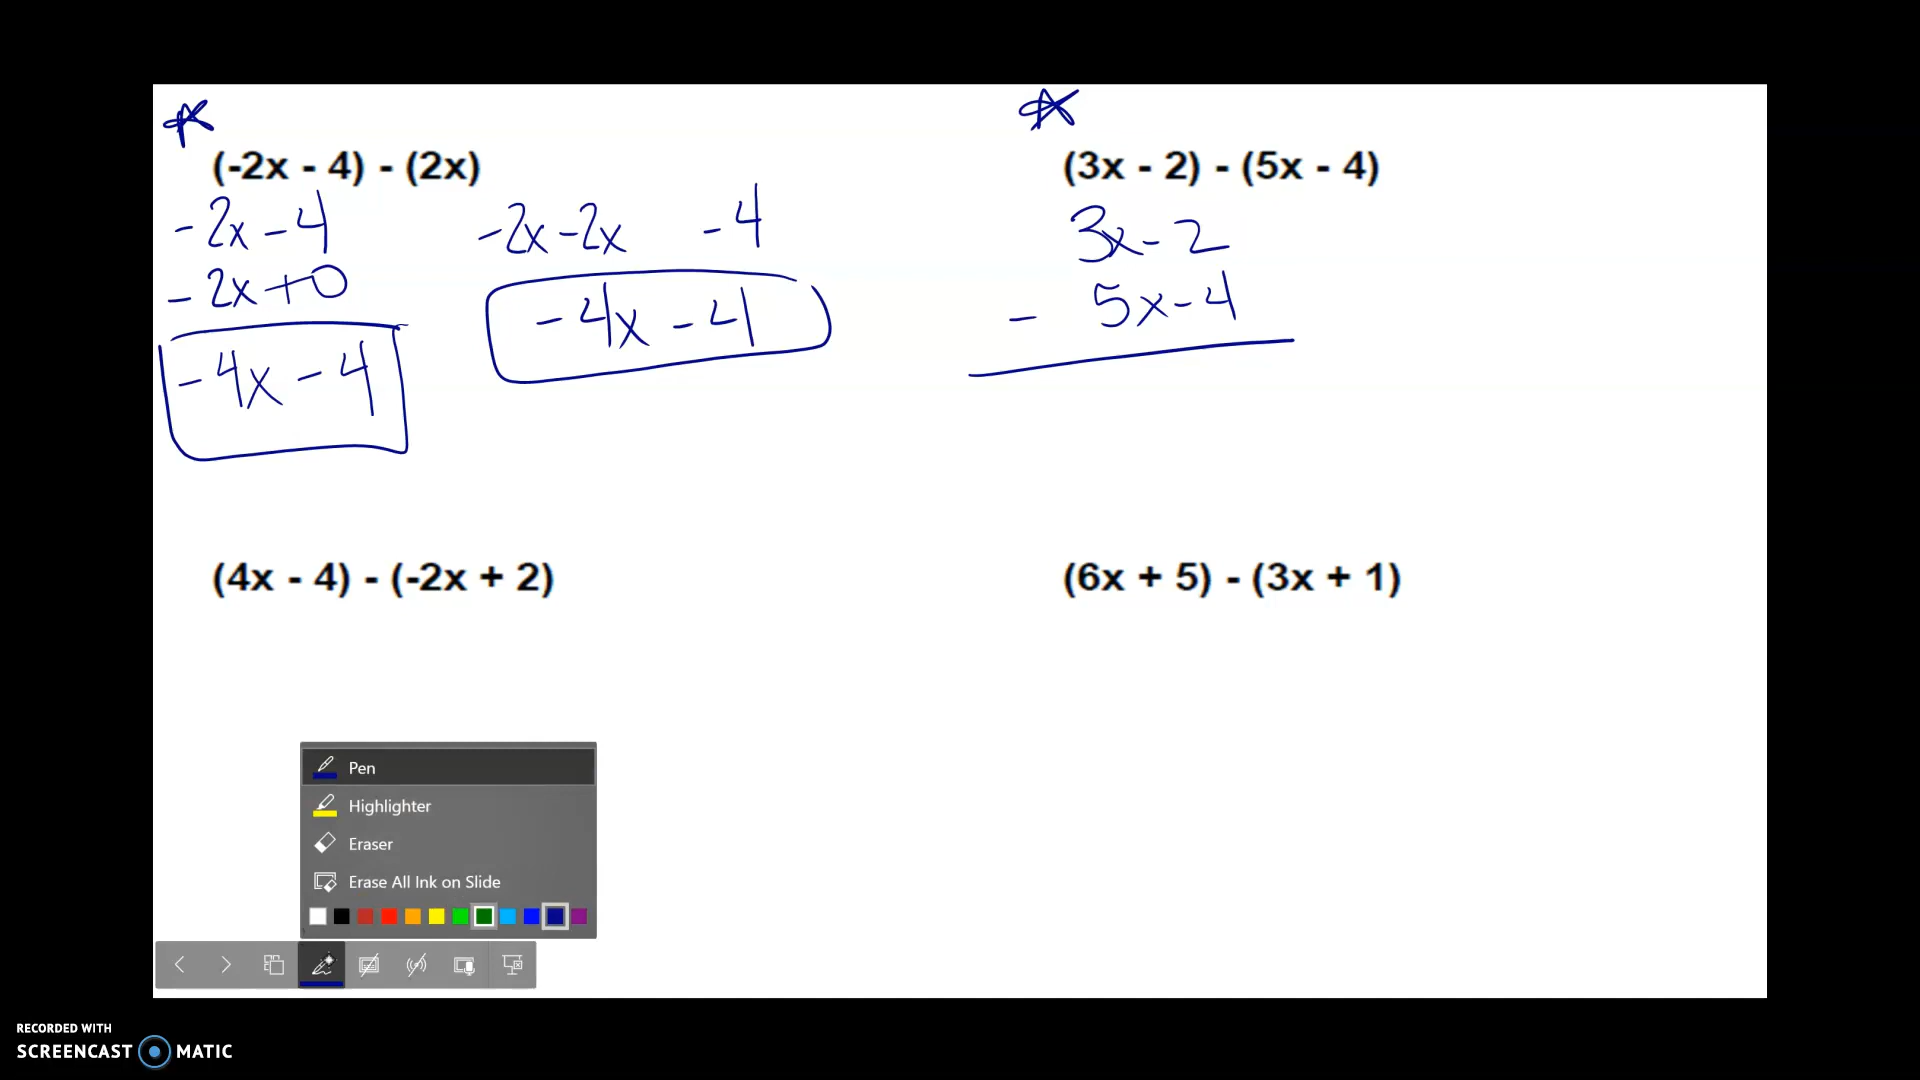 (-2x - 4) - (2x)
-2x-4
-2x+0
-4x-4
-2x-2x -4
-4x-4
(3x - 2) - (5x - 4)
3x-2
- 5x-4
(4x - 4) - (-2x + 2)
(6x + 5) - (3x + 1)
Pen
Highlighter
Eraser
Erase All Ink on Slide
RECORDED WITH
SCREENCAST MATIC